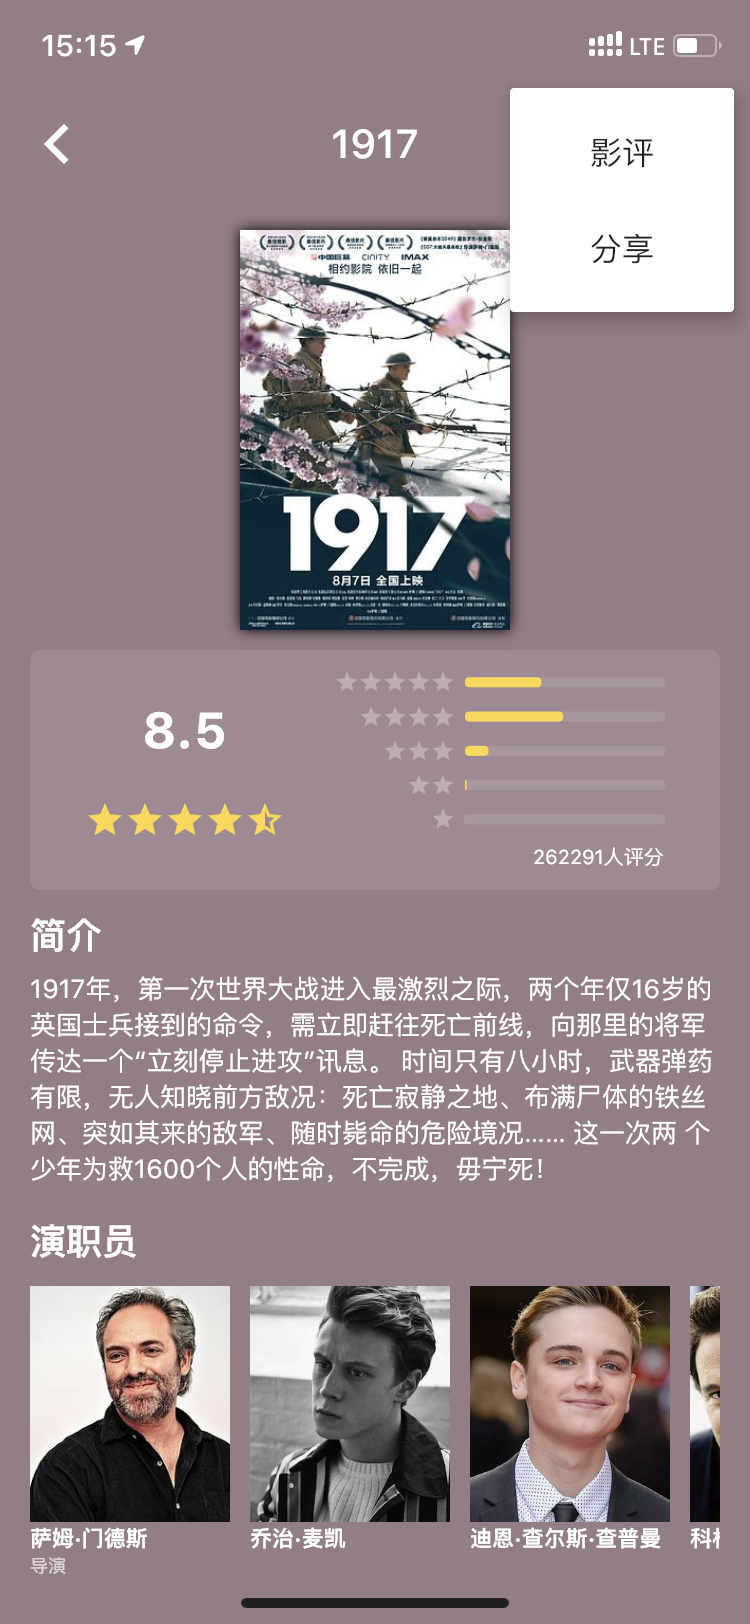 15:15
LTE
1917
影评
分享
中国巨幕 CINITY IMAX
相约影院 依旧一起
1917
8月7日 全国上映
8.5
262291人评分
简介
1917年，第一次世界大战进入最激烈之际，两个年仅16岁的
英国士兵接到的命令，需立即赶往死亡前线，向那里的将军
传达一个“立刻停止进攻”讯息。 时间只有八小时，武器弹药
有限，无人知晓前方敌况：死亡寂静之地、布满尸体的铁丝
网、突如其来的敌军、随时毙命的危险境况…… 这一次两 个
少年为救1600个人的性命，不完成，毋宁死！
演职员
萨姆·门德斯
乔治·麦凯
迪恩·查尔斯·查普曼
科
导演